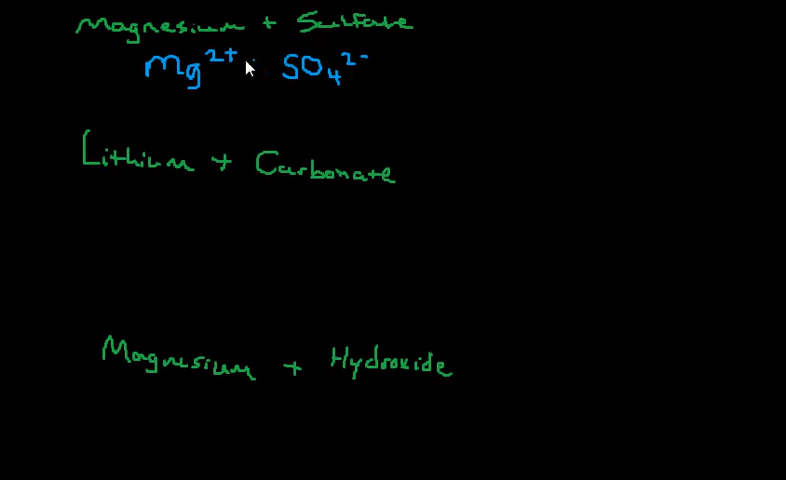 Magnesium + Sulfate
Mg²⁺ SO₄²⁻
Lithium + Carbonate
Magnesium + Hydroxide